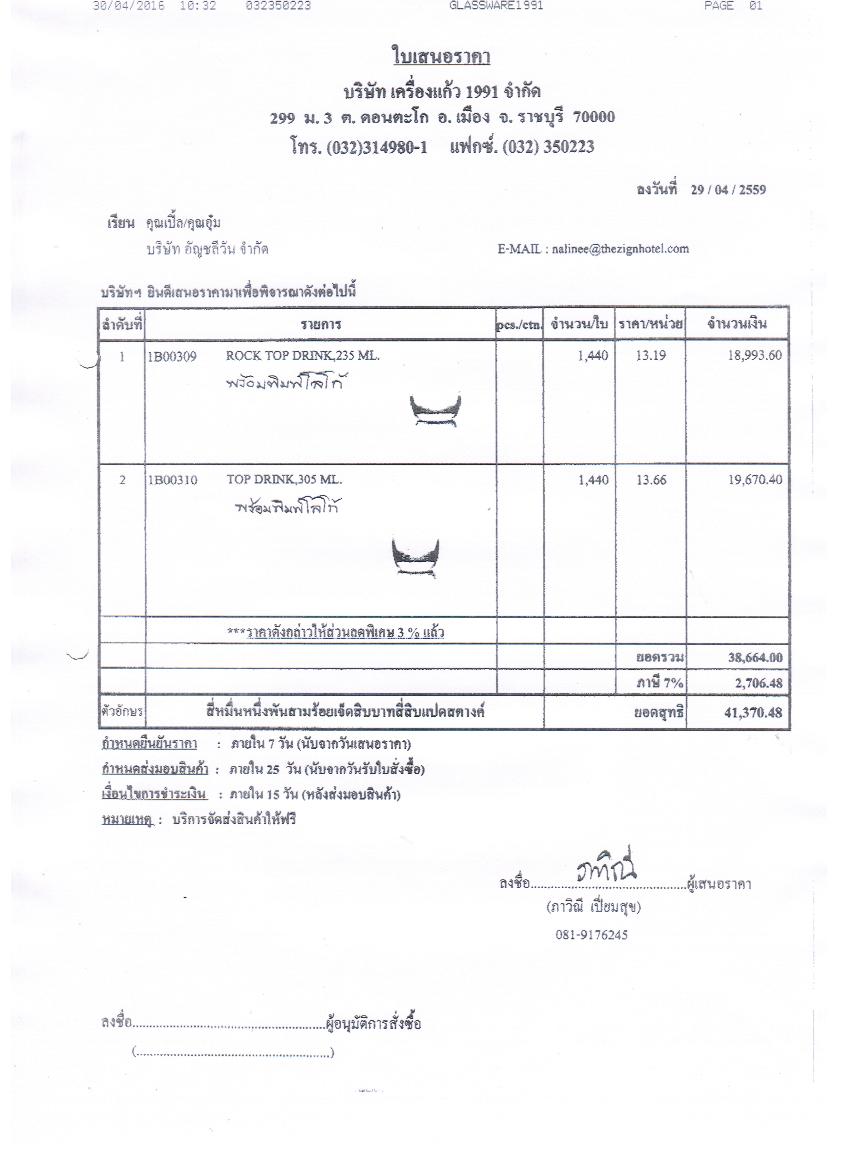 30/04/2016 10:32 032350223 GLASSWARE1991 PAGE 01
ใบเสนอราคา
บริษัท เครื่องแก้ว 1991 จำกัด
299 ม. 3 ต. ดอนตะโก อ. เมือง จ. ราชบุรี 70000
โทร. (032)314980-1 แฟกซ์. (032) 350223
ลงวันที่ 29 / 04 / 2559
เรียน คุณเปิ้ล/คุณอุ๋ม
บริษัท อัญชลีวัน จำกัด E-MAIL : nalinee@thezignhotel.com
บริษัทฯ ยินดีเสนอราคามาเพื่อพิจารณาดังต่อไปนี้
ลำดับที่ รายการ pcs./ctn. จำนวน/ใบ ราคา/หน่วย จำนวนเงิน
1 1B00309 ROCK TOP DRINK,235 ML. 1,440 13.19 18,993.60
พร้อมพิมพ์โลโก้
2 1B00310 TOP DRINK,305 ML. 1,440 13.66 19,670.40
พร้อมพิมพ์โลโก้
***ราคาดังกล่าวให้ส่วนลดพิเศษ 3 % แล้ว
ยอดรวม 38,664.00
ภาษี 7% 2,706.48
ตัวอักษร สี่หมื่นหนึ่งพันสามร้อยเจ็ดสิบบาทสี่สิบแปดสตางค์ ยอดสุทธิ 41,370.48
กำหนดยืนยันราคา : ภายใน 7 วัน (นับจากวันเสนอราคา)
กำหนดส่งมอบสินค้า : ภายใน 25 วัน (นับจากวันรับใบสั่งซื้อ)
เงื่อนไขการชำระเงิน : ภายใน 15 วัน (หลังส่งมอบสินค้า)
หมายเหตุ : บริการจัดส่งสินค้าให้ฟรี
ลงชื่อ..........ภาวิณี..........ผู้เสนอราคา
(ภาวิณี เปี่ยมสุข)
081-9176245
ลงชื่อ....................................................ผู้อนุมัติการสั่งซื้อ
(....................................................)